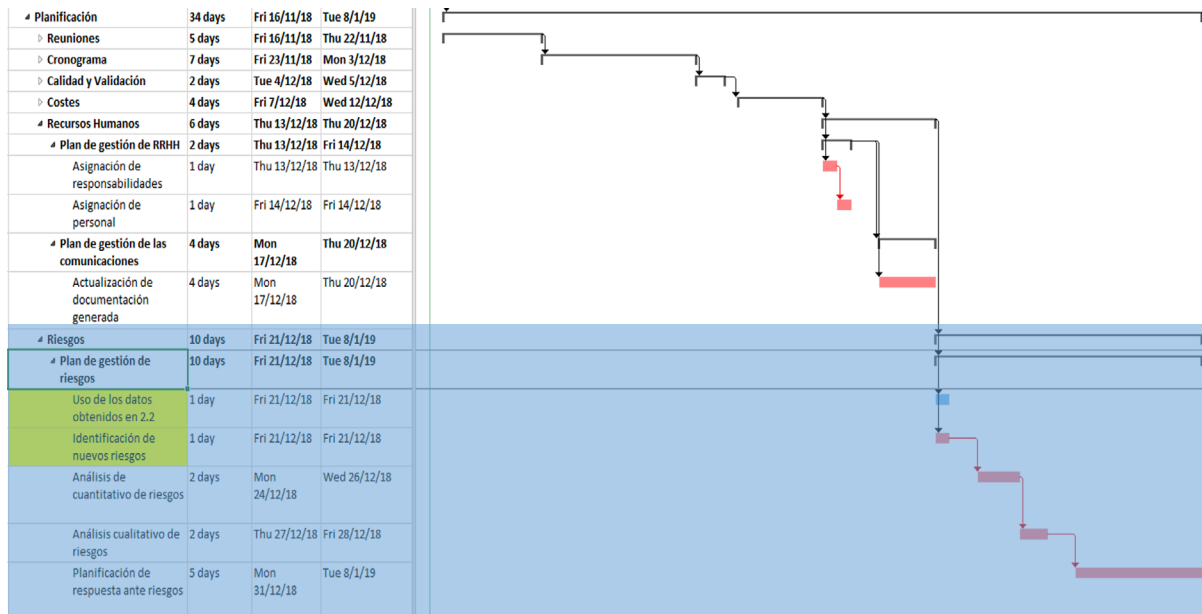 Planificación 34 days Fri 16/11/18 Tue 8/1/19
Reuniones 5 days Fri 16/11/18 Thu 22/11/18
Cronograma 7 days Fri 23/11/18 Mon 3/12/18
Calidad y Validación 2 days Tue 4/12/18 Wed 5/12/18
Costes 4 days Fri 7/12/18 Wed 12/12/18
Recursos Humanos 6 days Thu 13/12/18 Thu 20/12/18
Plan de gestión de RRHH 2 days Thu 13/12/18 Fri 14/12/18
Asignación de 1 day Thu 13/12/18 Thu 13/12/18
responsabilidades
Asignación de 1 day Fri 14/12/18 Fri 14/12/18
personal
Plan de gestión de las 4 days Mon Thu 20/12/18
comunicaciones 17/12/18
Actualización de 4 days Mon Thu 20/12/18
documentación 17/12/18
generada
Riesgos 10 days Fri 21/12/18 Tue 8/1/19
Plan de gestión de 10 days Fri 21/12/18 Tue 8/1/19
riesgos
Uso de los datos 1 day Fri 21/12/18 Fri 21/12/18
obtenidos en 2.2
Identificación de 1 day Fri 21/12/18 Fri 21/12/18
nuevos riesgos
Análisis de 2 days Mon Wed 26/12/18
cuantitativo de riesgos 24/12/18
Análisis cualitativo de 2 days Thu 27/12/18 Fri 28/12/18
riesgos
Planificación de 5 days Mon Tue 8/1/19
respuesta ante riesgos 31/12/18